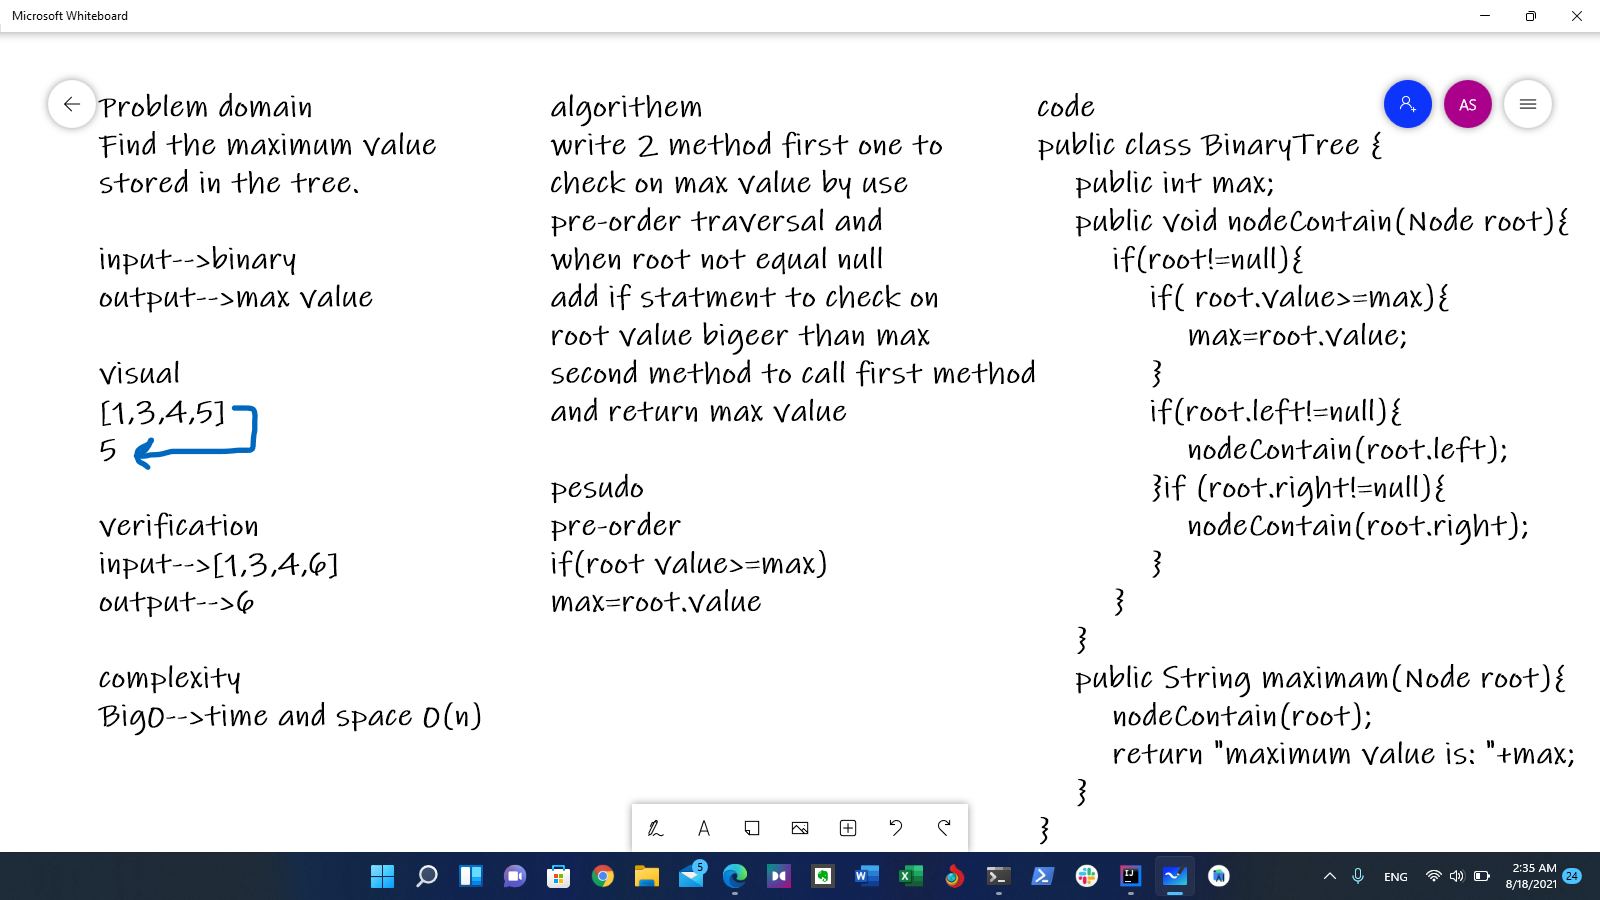 Microsoft Whiteboard
Problem domain
Find the maximum value
stored in the tree.
input-->binary
output-->max value
visual
[1,3,4,5]
5
verification
input-->[1,3,4,6]
output-->6
complexity
BigO-->time and space O(n)
algorithem
write 2 method first one to
check on max value by use
pre-order traversal and
when root not equal null
add if statment to check on
root value bigeer than max
second method to call first method
and return max value
pesudo
pre-order
if(root value>=max)
max=root.value
code
public class BinaryTree {
public int max;
public void nodeContain(Node root){
if(root!=null){
if( root.value>=max){
max=root.value;
}
if(root.left!=null){
nodeContain(root.left);
}if (root.right!=null){
nodeContain(root.right);
}
}
}
public String maximam(Node root){
nodeContain(root);
return "maximum value is: "+max;
}
}
AS
5
ENG
2:35 AM
8/18/2021
24